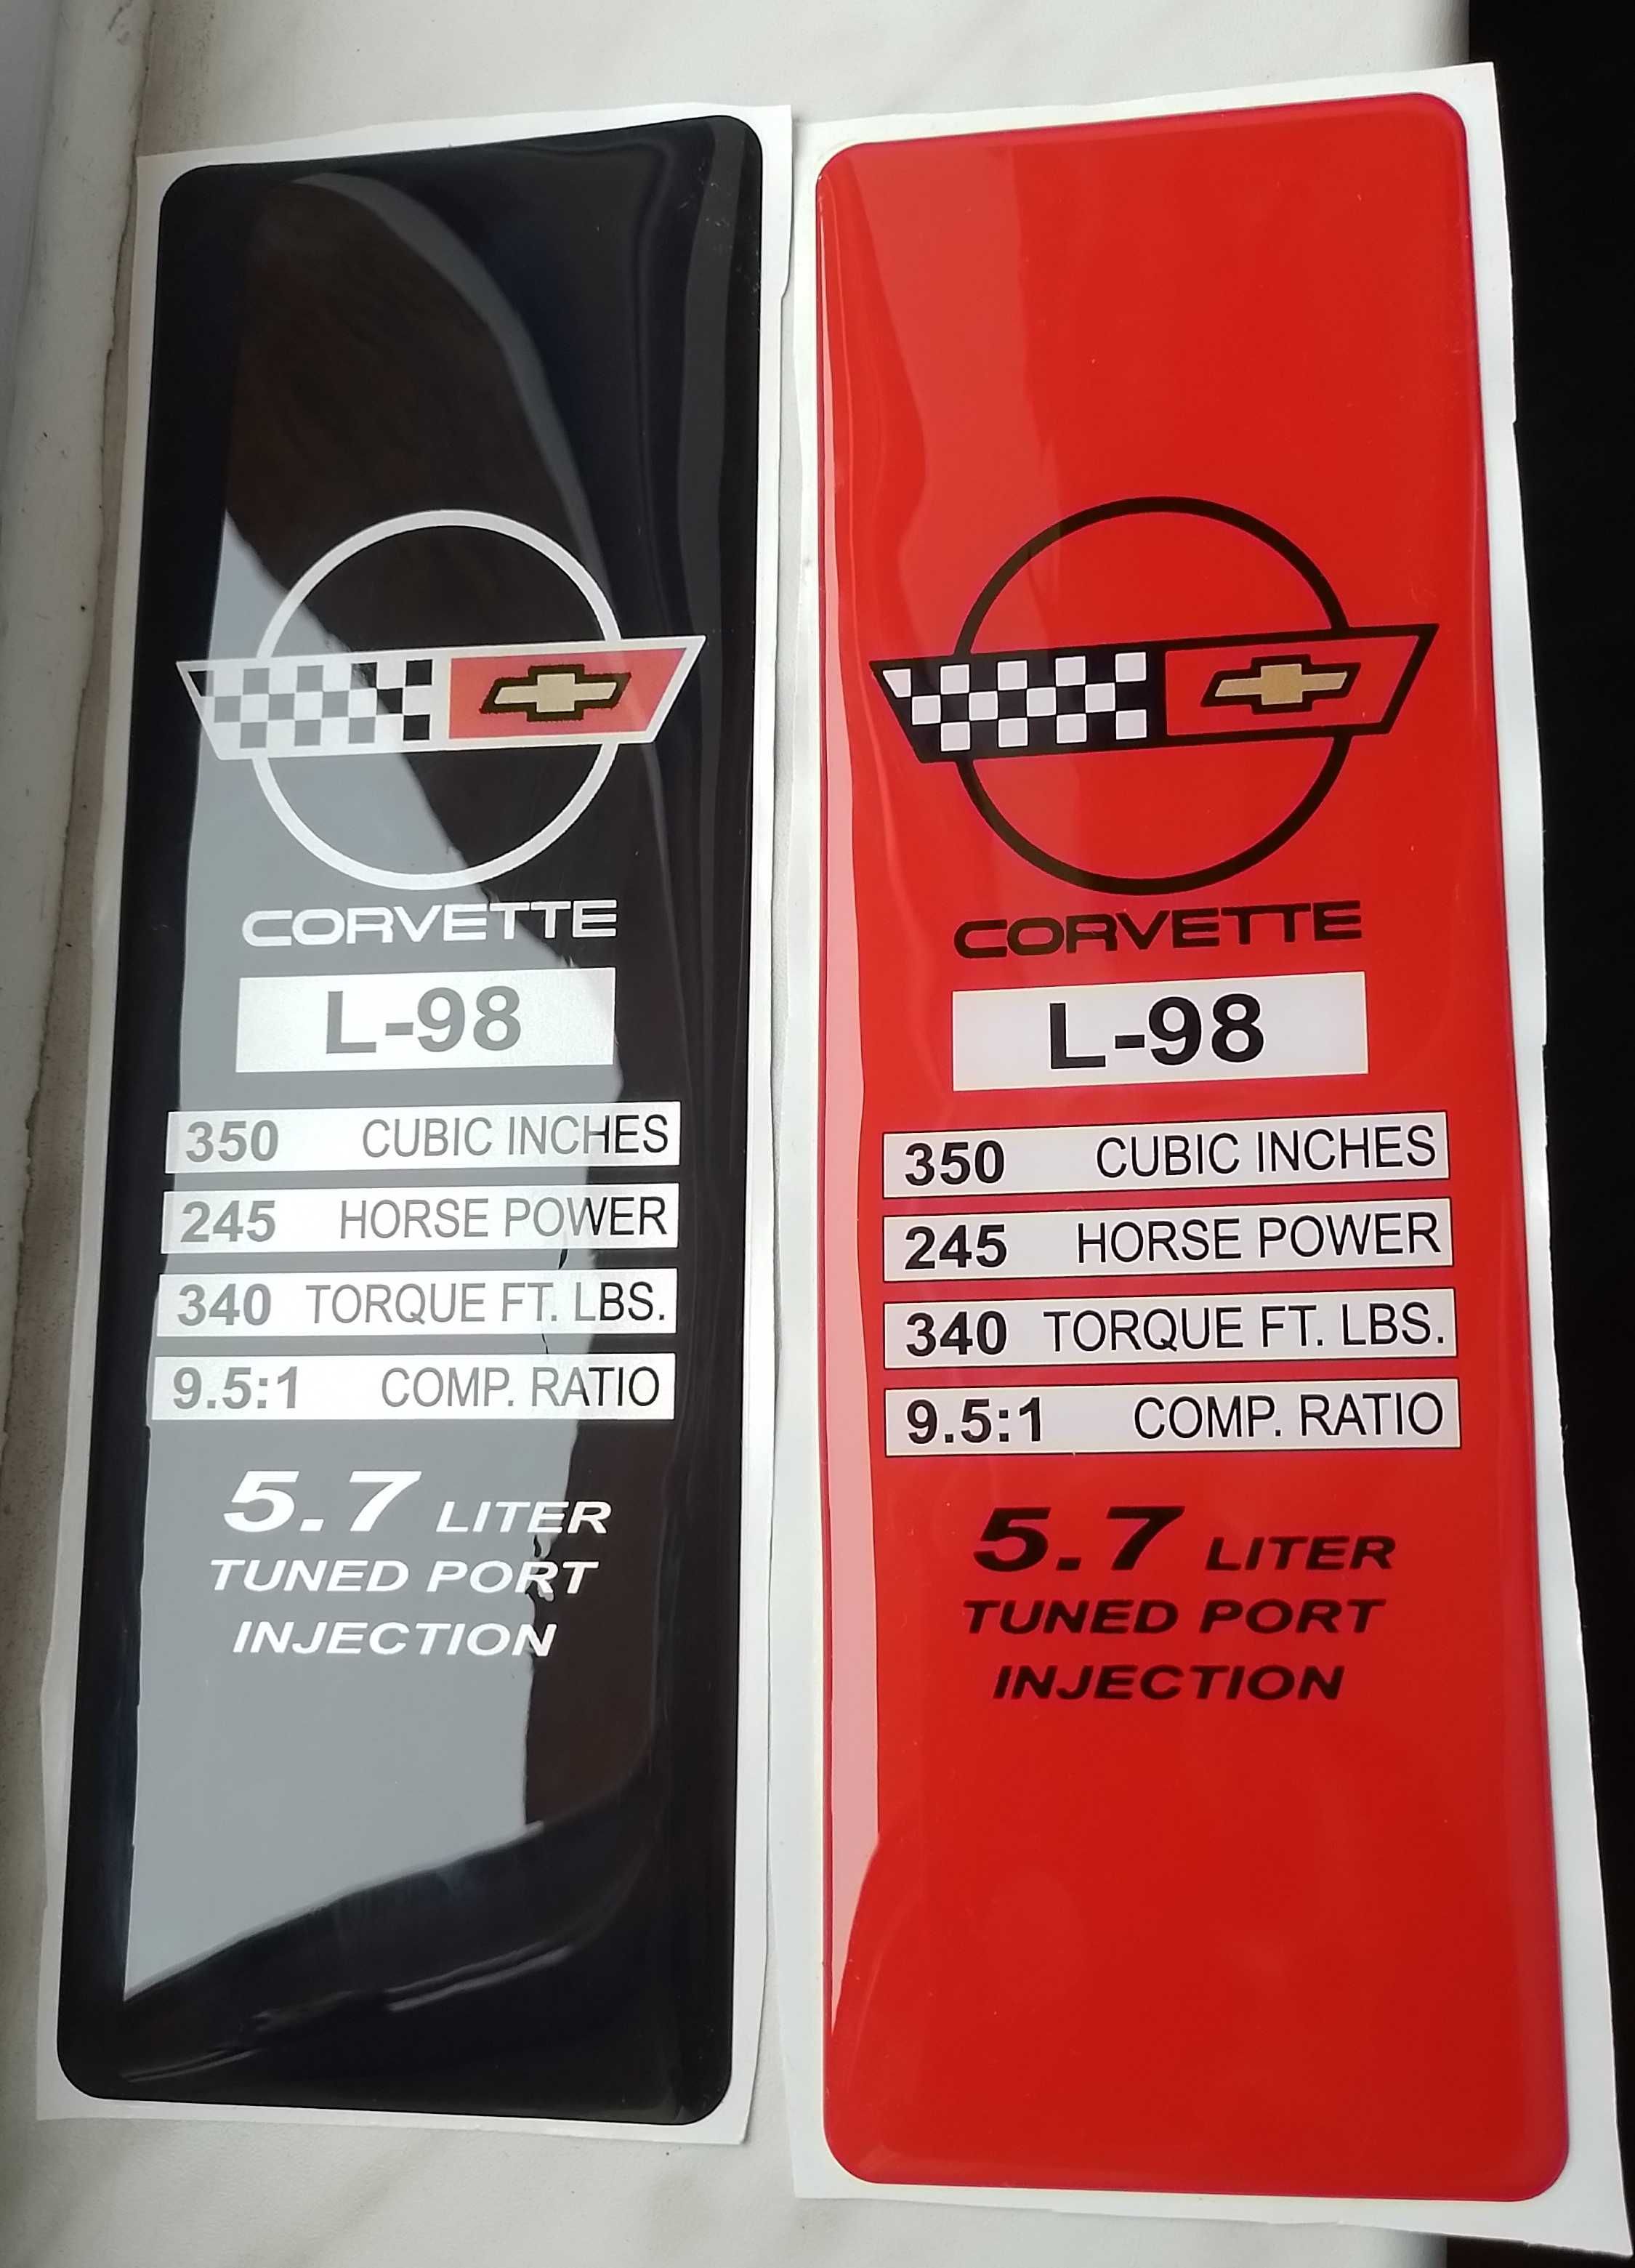 CORVETTE
L-98
350 CUBIC INCHES
245 HORSE POWER
340 TORQUE FT. LBS.
9.5:1 COMP. RATIO
5.7 LITER
TUNED PORT
INJECTION
CORVETTE
L-98
350 CUBIC INCHES
245 HORSE POWER
340 TORQUE FT. LBS.
9.5:1 COMP. RATIO
5.7 LITER
TUNED PORT
INJECTION